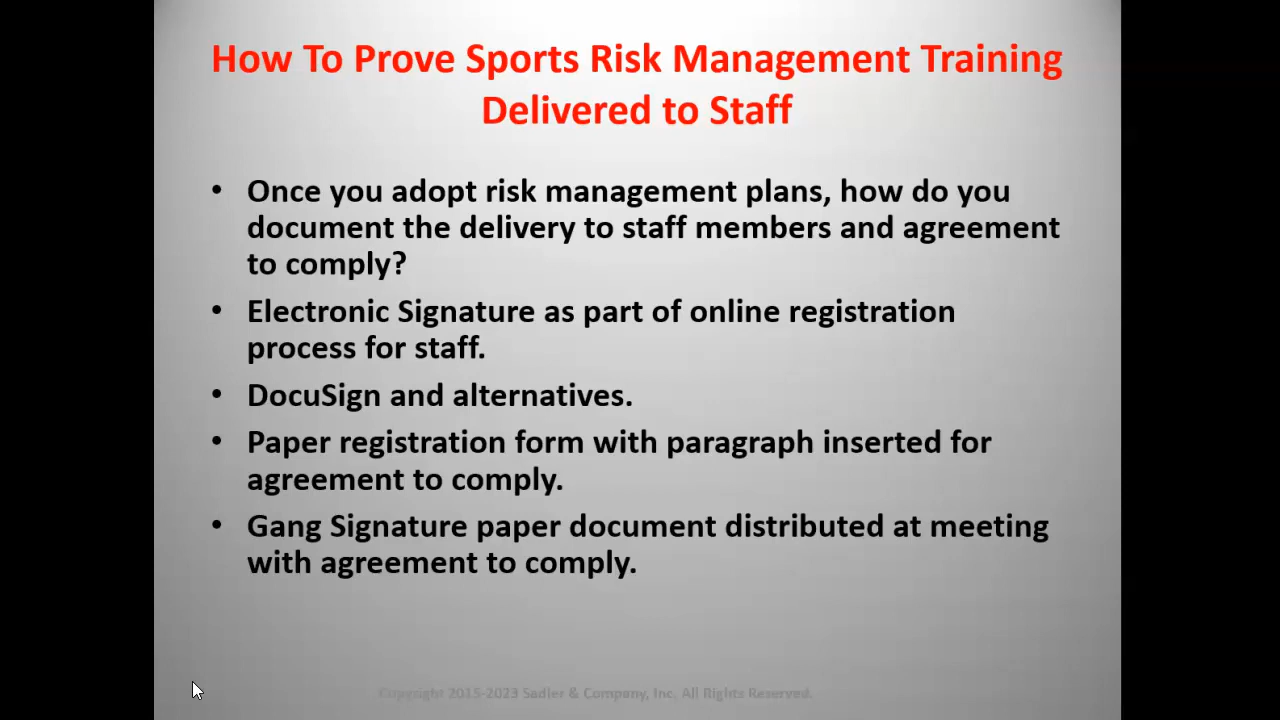 How To Prove Sports Risk Management Training
Delivered to Staff
• Once you adopt risk management plans, how do you
document the delivery to staff members and agreement
to comply?
• Electronic Signature as part of online registration
process for staff.
• DocuSign and alternatives.
• Paper registration form with paragraph inserted for
agreement to comply.
• Gang Signature paper document distributed at meeting
with agreement to comply.
Copyright 2015-2023 Sadler & Company, Inc. All Rights Reserved.